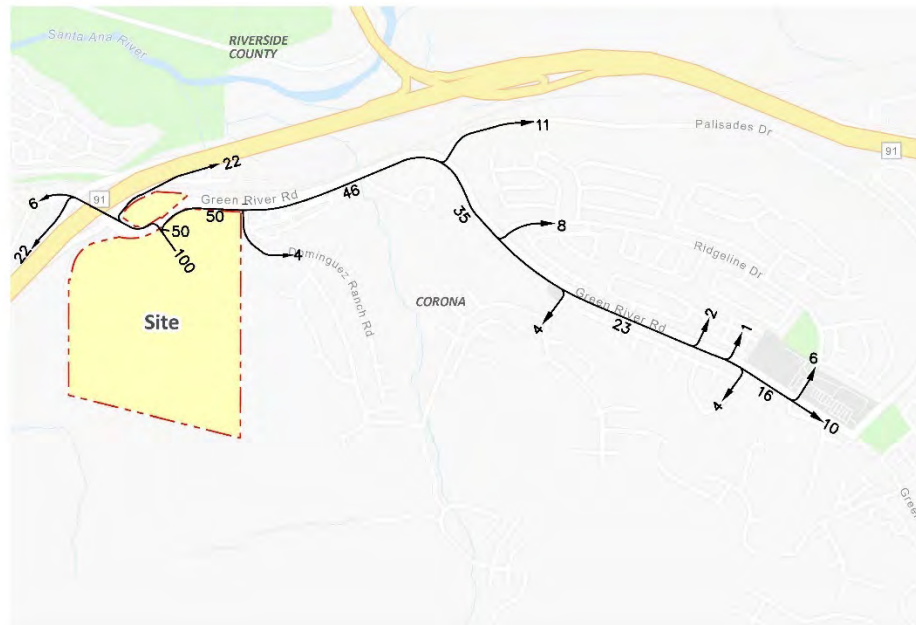 Santa Ana River
RIVERSIDE
COUNTY
11
Palisades Dr
91
22
46
91
6
Green River Rd
50
35
22
50
100
4
8
Dominguez Ranch Rd
Ridgeline Dr
Site
CORONA
Green River Rd
4
23
2
1
6
4
16
10
Green